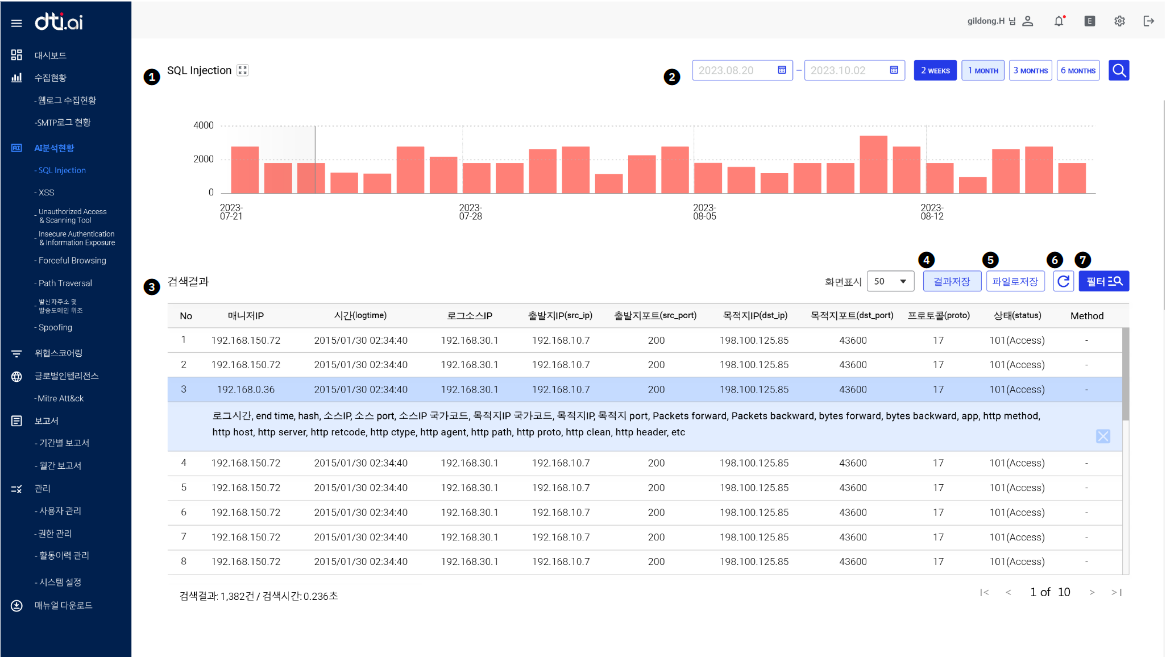 dti.ai
gildong.H 님
E
대시보드
수집현황
- 웹로그 수집현황
-SMTP로그 현황
AI분석현황
- SQL Injection
- XSS
- Unauthorized Access
& Scanning Tool
- Insecure Authentication
& Information Exposure
- Forceful Browsing
- Path Traversal
- 발신자주소 및
발송도메인 위조
- Spoofing
위협스코어링
글로벌인텔리전스
- Mitre Att&ck
보고서
- 기간별 보고서
- 월간 보고서
관리
- 사용자 관리
- 권한 관리
- 활동이력 관리
- 시스템 설정
매뉴얼 다운로드
1 SQL Injection
2 2023.08.20 – 2023.10.02 2 WEEKS 1 MONTH 3 MONTHS 6 MONTHS
4000
2000
0
2023-
07-21
2023-
07-28
2023-
08-05
2023-
08-12
4 5 6 7
3 검색결과 화면표시 50 결과저장 파일로저장 필터
No 매니저IP 시간(logtime) 로그소스IP 출발지IP(src_ip) 출발지포트(src_port) 목적지IP(dst_ip) 목적지포트(dst_port) 프로토콜(proto) 상태(status) Method
1 192.168.150.72 2015/01/30 02:34:40 192.168.30.1 192.168.10.7 200 198.100.125.85 43600 17 101(Access) -
2 192.168.150.72 2015/01/30 02:34:40 192.168.30.1 192.168.10.7 200 198.100.125.85 43600 17 101(Access) -
3 192.168.0.36 2015/01/30 02:34:40 192.168.30.1 192.168.10.7 200 198.100.125.85 43600 17 101(Access) -
로그시간, end time, hash, 소스IP, 소스 port, 소스IP 국가코드, 목적지IP 국가코드, 목적지IP, 목적지 port, Packets forward, Packets backward, bytes forward, bytes backward, app, http method,
http host, http server, http retcode, http ctype, http agent, http path, http proto, http clean, http header, etc
4 192.168.150.72 2015/01/30 02:34:40 192.168.30.1 192.168.10.7 200 198.100.125.85 43600 17 101(Access) -
5 192.168.150.72 2015/01/30 02:34:40 192.168.30.1 192.168.10.7 200 198.100.125.85 43600 17 101(Access) -
6 192.168.150.72 2015/01/30 02:34:40 192.168.30.1 192.168.10.7 200 198.100.125.85 43600 17 101(Access) -
7 192.168.150.72 2015/01/30 02:34:40 192.168.30.1 192.168.10.7 200 198.100.125.85 43600 17 101(Access) -
8 192.168.150.72 2015/01/30 02:34:40 192.168.30.1 192.168.10.7 200 198.100.125.85 43600 17 101(Access) -
검색결과: 1,382건 / 검색시간: 0.236초
|< < 1 of 10 > >|